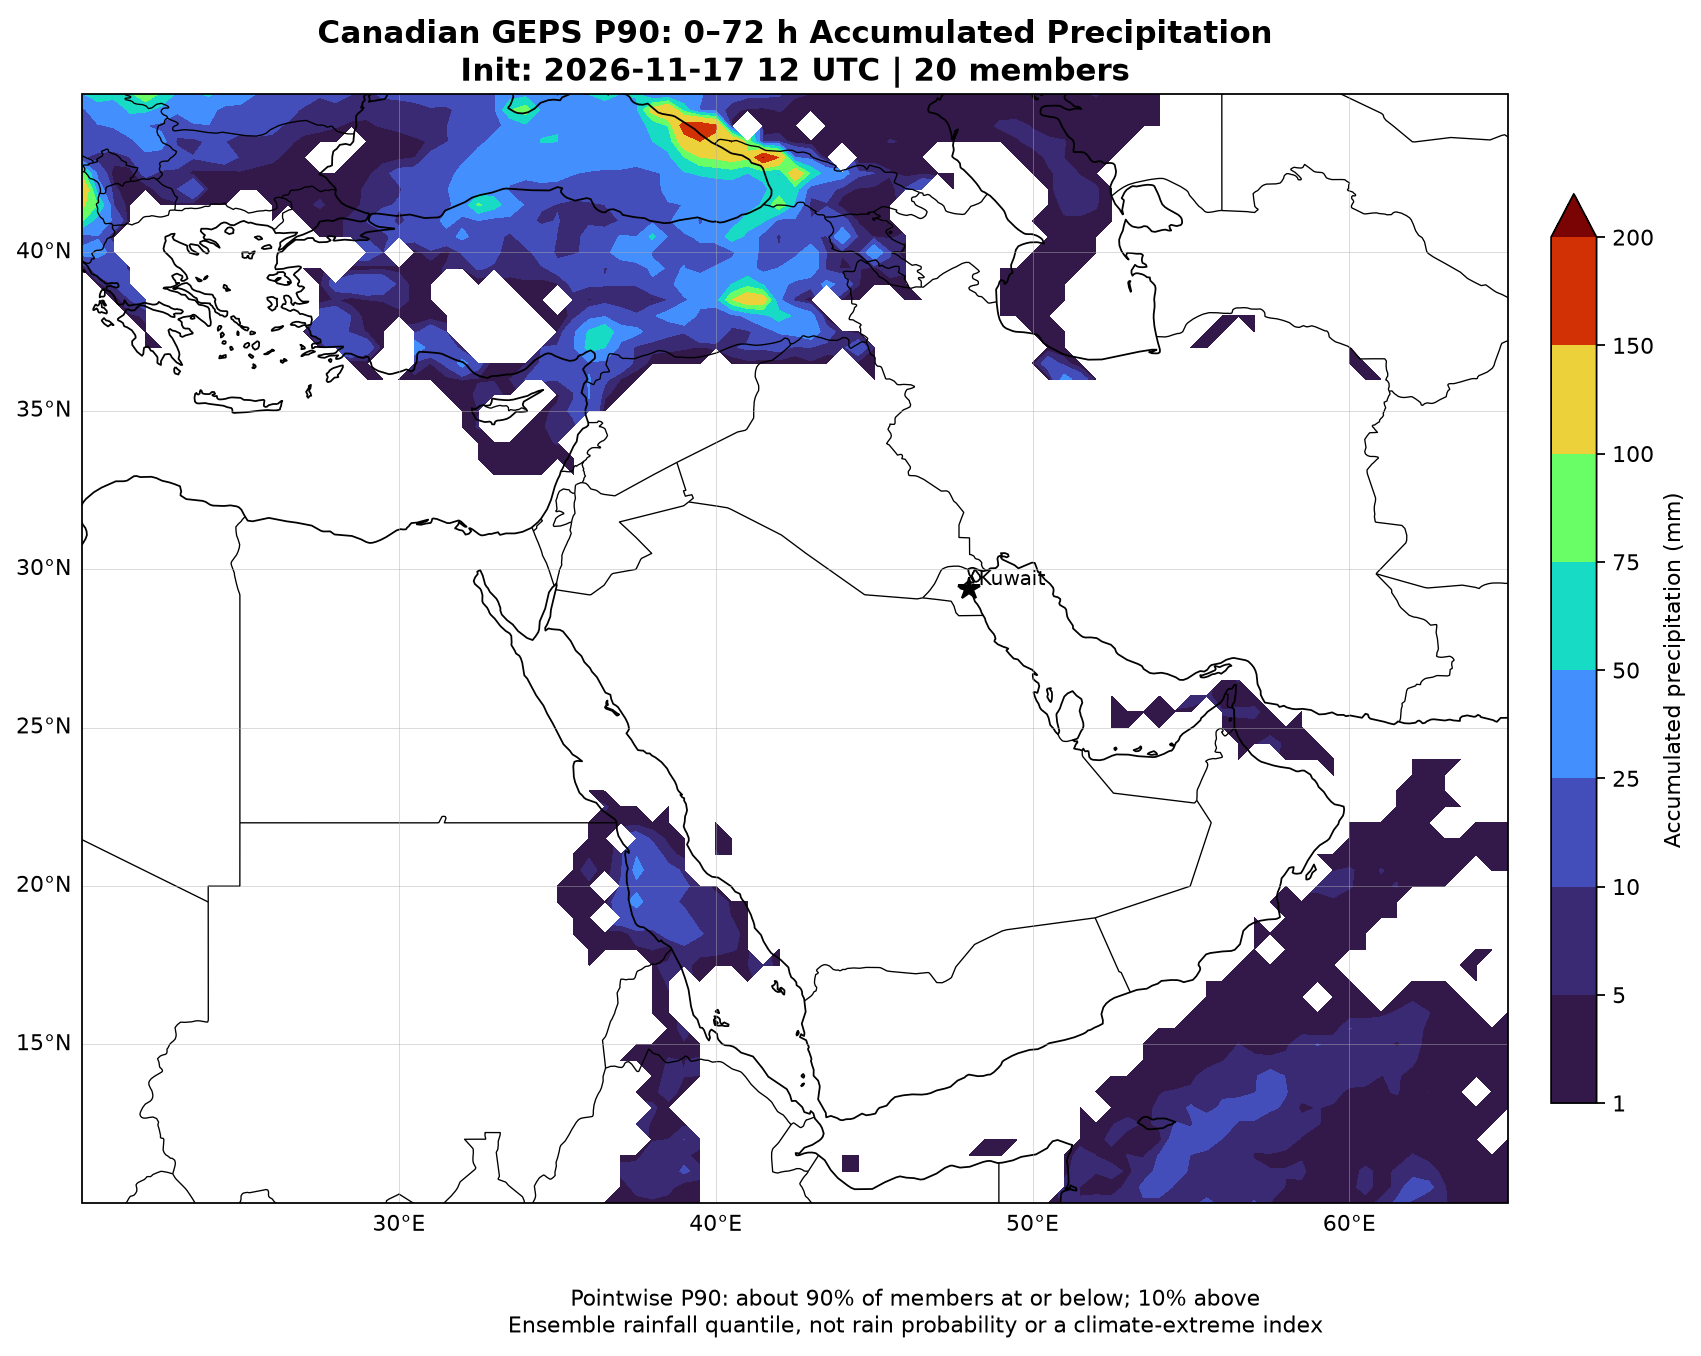 Canadian GEPS P90: 0–72 h Accumulated Precipitation
Init: 2026-11-17 12 UTC | 20 members
40°N
35°N
30°N
25°N
20°N
15°N
30°E
40°E
50°E
60°E
Kuwait
200
150
100
75
50
25
10
5
1
Accumulated precipitation (mm)
Pointwise P90: about 90% of members at or below; 10% above
Ensemble rainfall quantile, not rain probability or a climate-extreme index